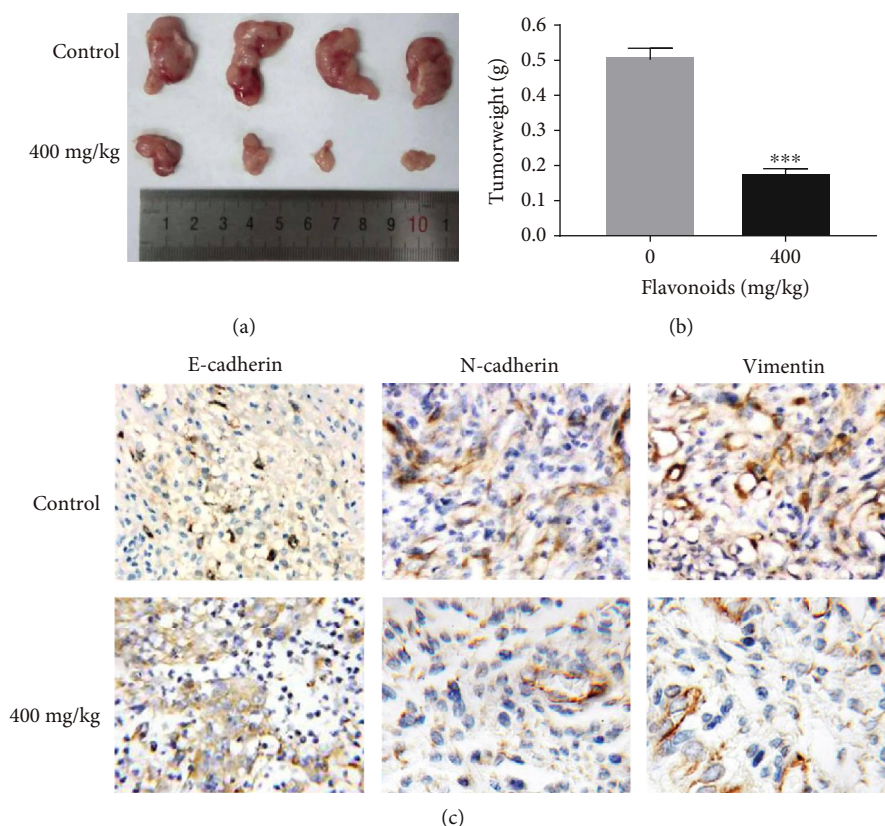 Control
400 mg/kg
1 2 3 4 5 6 7 8 9 10 1
(a)
Tumorweight (g)
0.6
0.5
0.4
0.3
0.2
0.1
0.0
***
0 400
Flavonoids (mg/kg)
(b)
E-cadherin N-cadherin Vimentin
Control
400 mg/kg
(c)